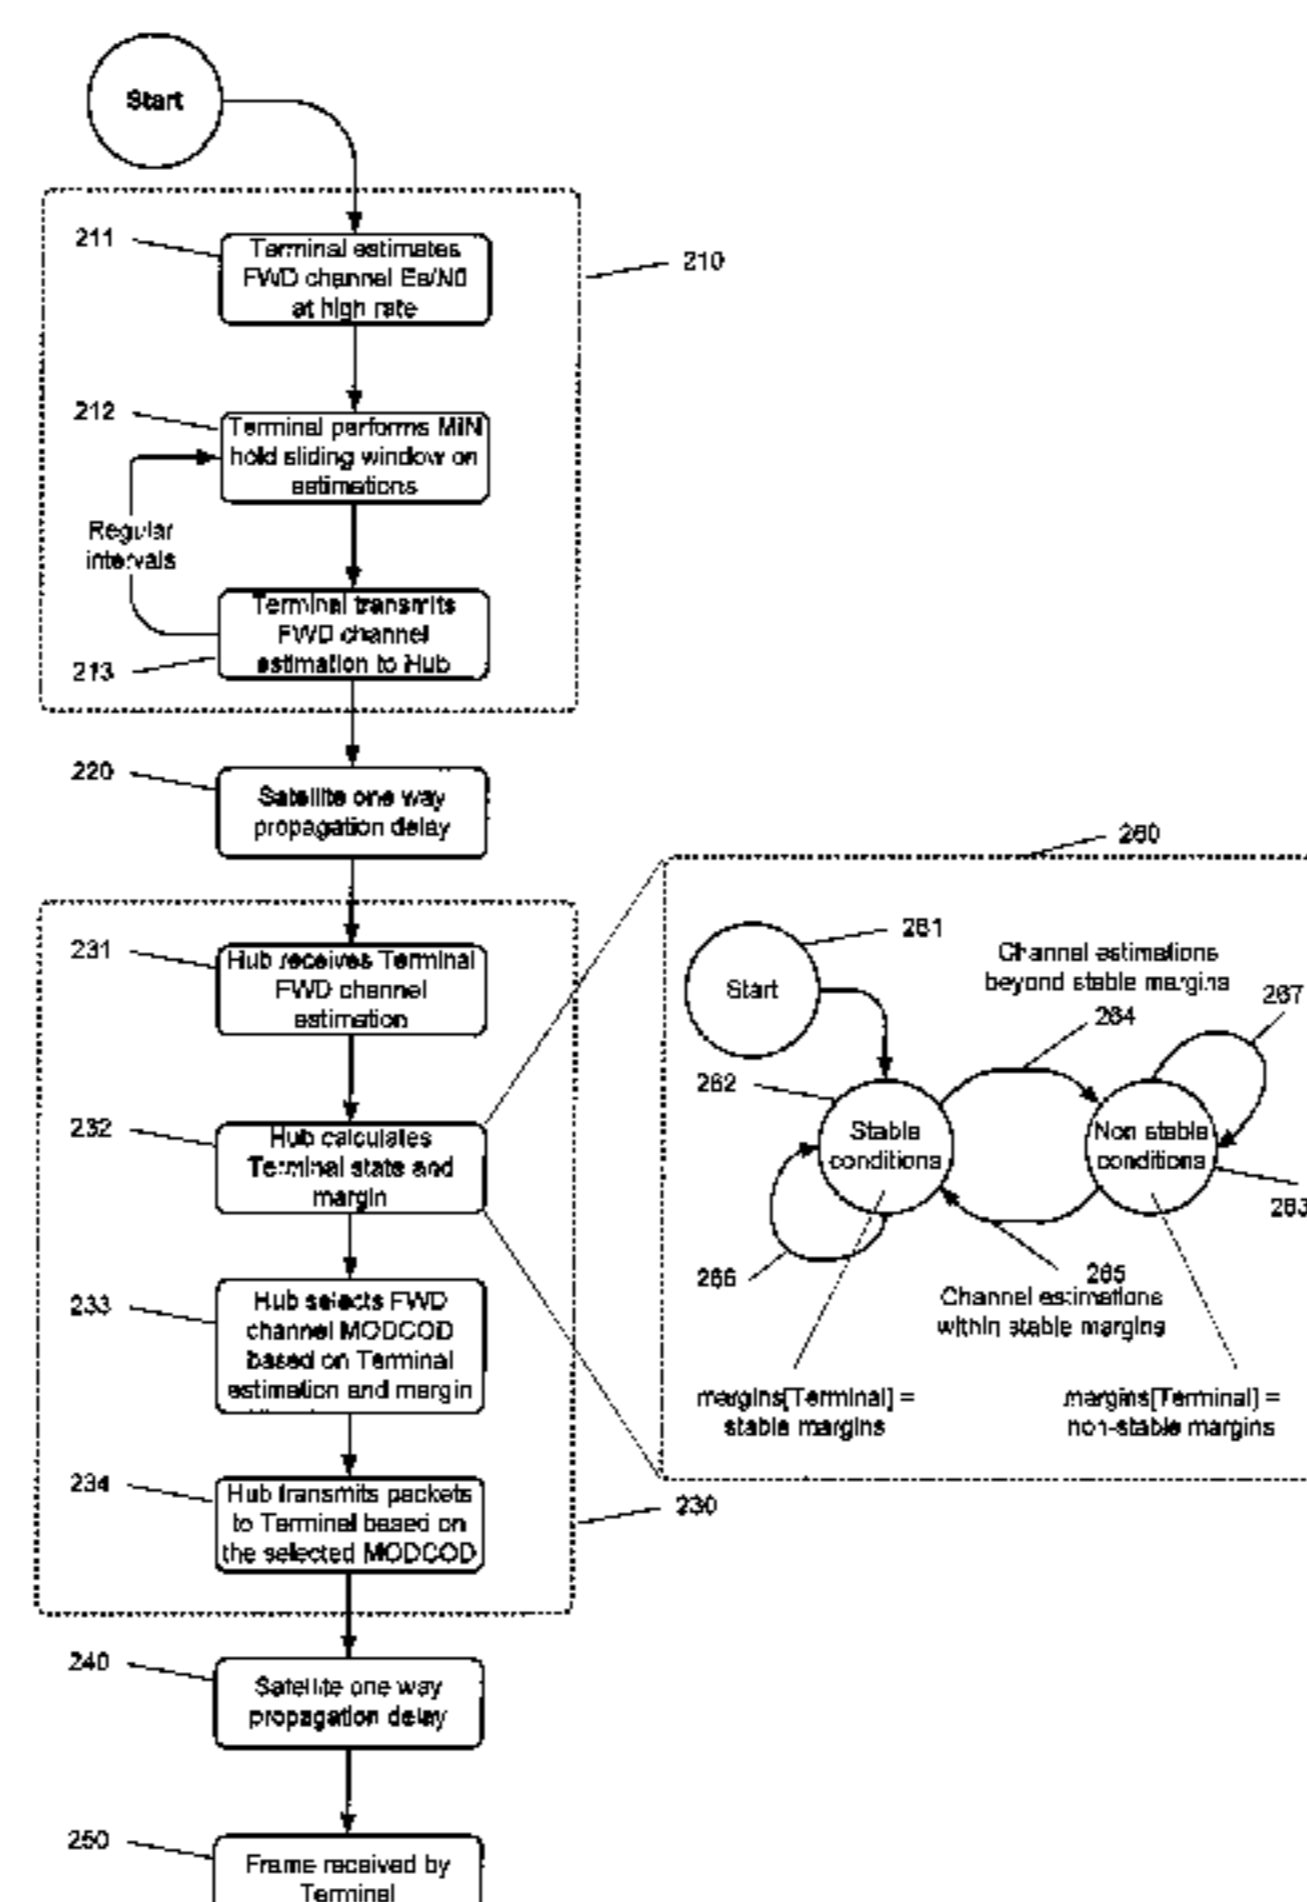 Start
211
Terminal estimates
FWD channel Es/N0
at high rate
210
212
Terminal performs MIN
hold sliding window on
estimations
Regular
intervals
Terminal transmits
FWD channel
estimation to Hub
213
220
Satellite one way
propagation delay
231
Hub receives Terminal
FWD channel
estimation
232
Hub calculates
Terminal state and
margin
233
Hub selects FWD
channel MODCOD
based on Terminal
estimation and margin
234
Hub transmits packets
to Terminal based on
the selected MODCOD
230
240
Satellite one way
propagation delay
250
Frame received by
Terminal
260
261
Start
Channel estimations
beyond stable margins
264
267
262
Stable
conditions
Non stable
conditions
263
266
265
Channel estimations
within stable margins
margins[Terminal] =
stable margins
margins[Terminal] =
non-stable margins